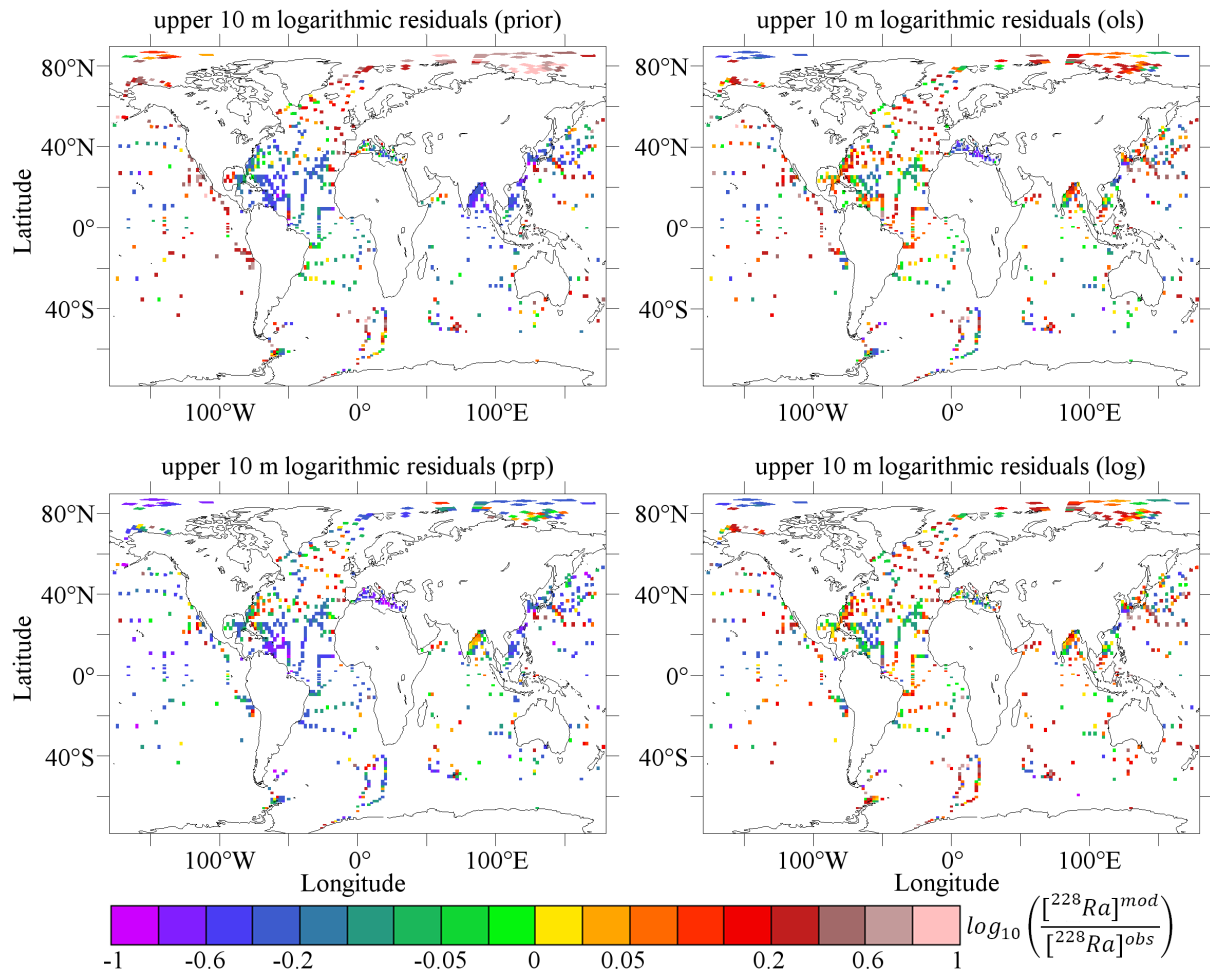 upper 10 m logarithmic residuals (prior)
upper 10 m logarithmic residuals (ols)
80°N
40°N
0°
40°S
Latitude
100°W 0° 100°E
80°N
40°N
0°
40°S
100°W 0° 100°E
upper 10 m logarithmic residuals (prp)
upper 10 m logarithmic residuals (log)
80°N
40°N
0°
40°S
Latitude
100°W 0° 100°E
Longitude
80°N
40°N
0°
40°S
100°W 0° 100°E
Longitude
-1 -0.6 -0.2 -0.05 0 0.05 0.2 0.6 1
log₁₀([²²⁸Ra]ᵐᵒᵈ/[²²⁸Ra]ᵒᵇˢ)